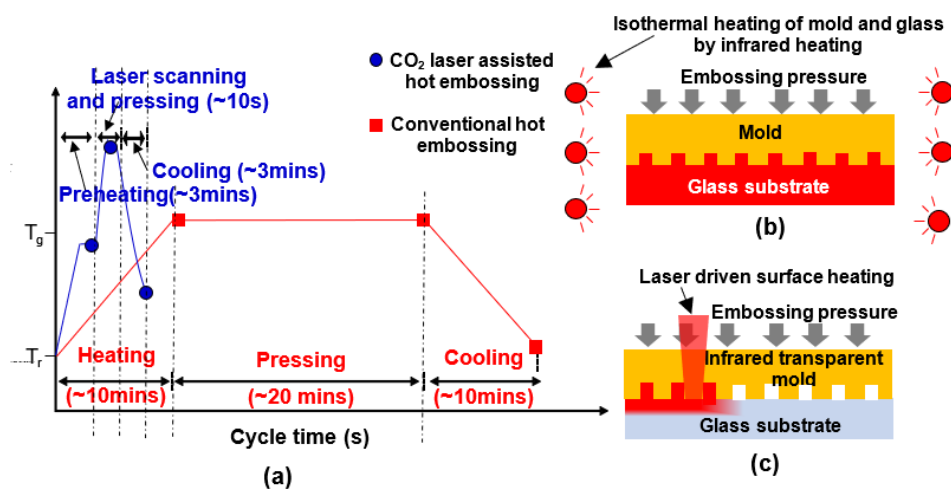 Laser scanning
and pressing (~10s)
Cooling (~3mins)
Preheating(~3mins)
CO₂ laser assisted
hot embossing
Conventional hot
embossing
Tg
Tr
Heating
(~10mins)
Pressing
(~20 mins)
Cooling
(~10mins)
Cycle time (s)
(a)
Isothermal heating of mold and glass
by infrared heating
Embossing pressure
Mold
Glass substrate
(b)
Laser driven surface heating
Embossing pressure
Infrared transparent
mold
Glass substrate
(c)